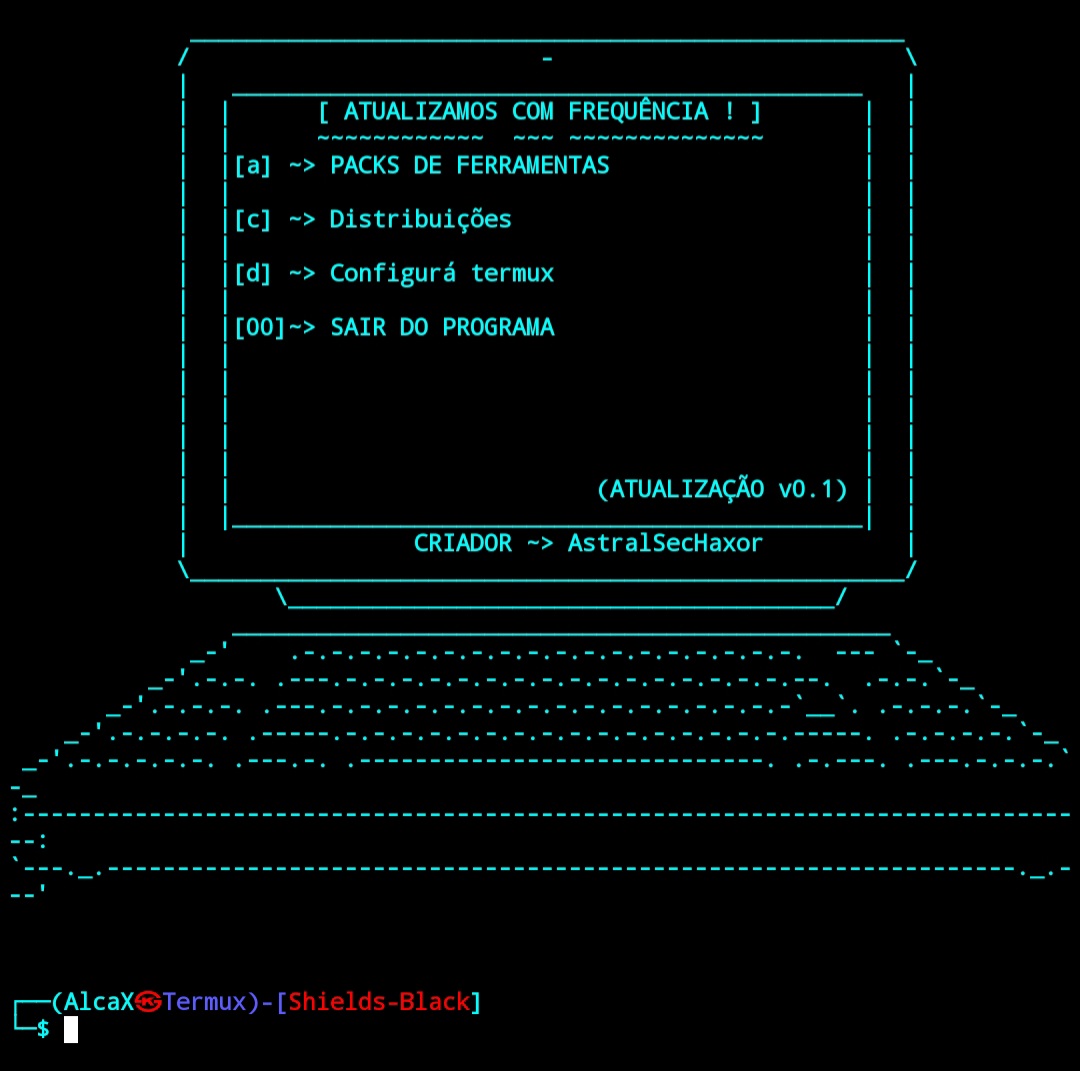 [ ATUALIZAMOS COM FREQUÊNCIA ! ]
[a] ~> PACKS DE FERRAMENTAS
[c] ~> Distribuições
[d] ~> Configurá termux
[00]~> SAIR DO PROGRAMA
(ATUALIZAÇÃO v0.1)
CRIADOR ~> AstralSecHaxor
(AlcaX㉿Termux)-[Shields-Black]
$